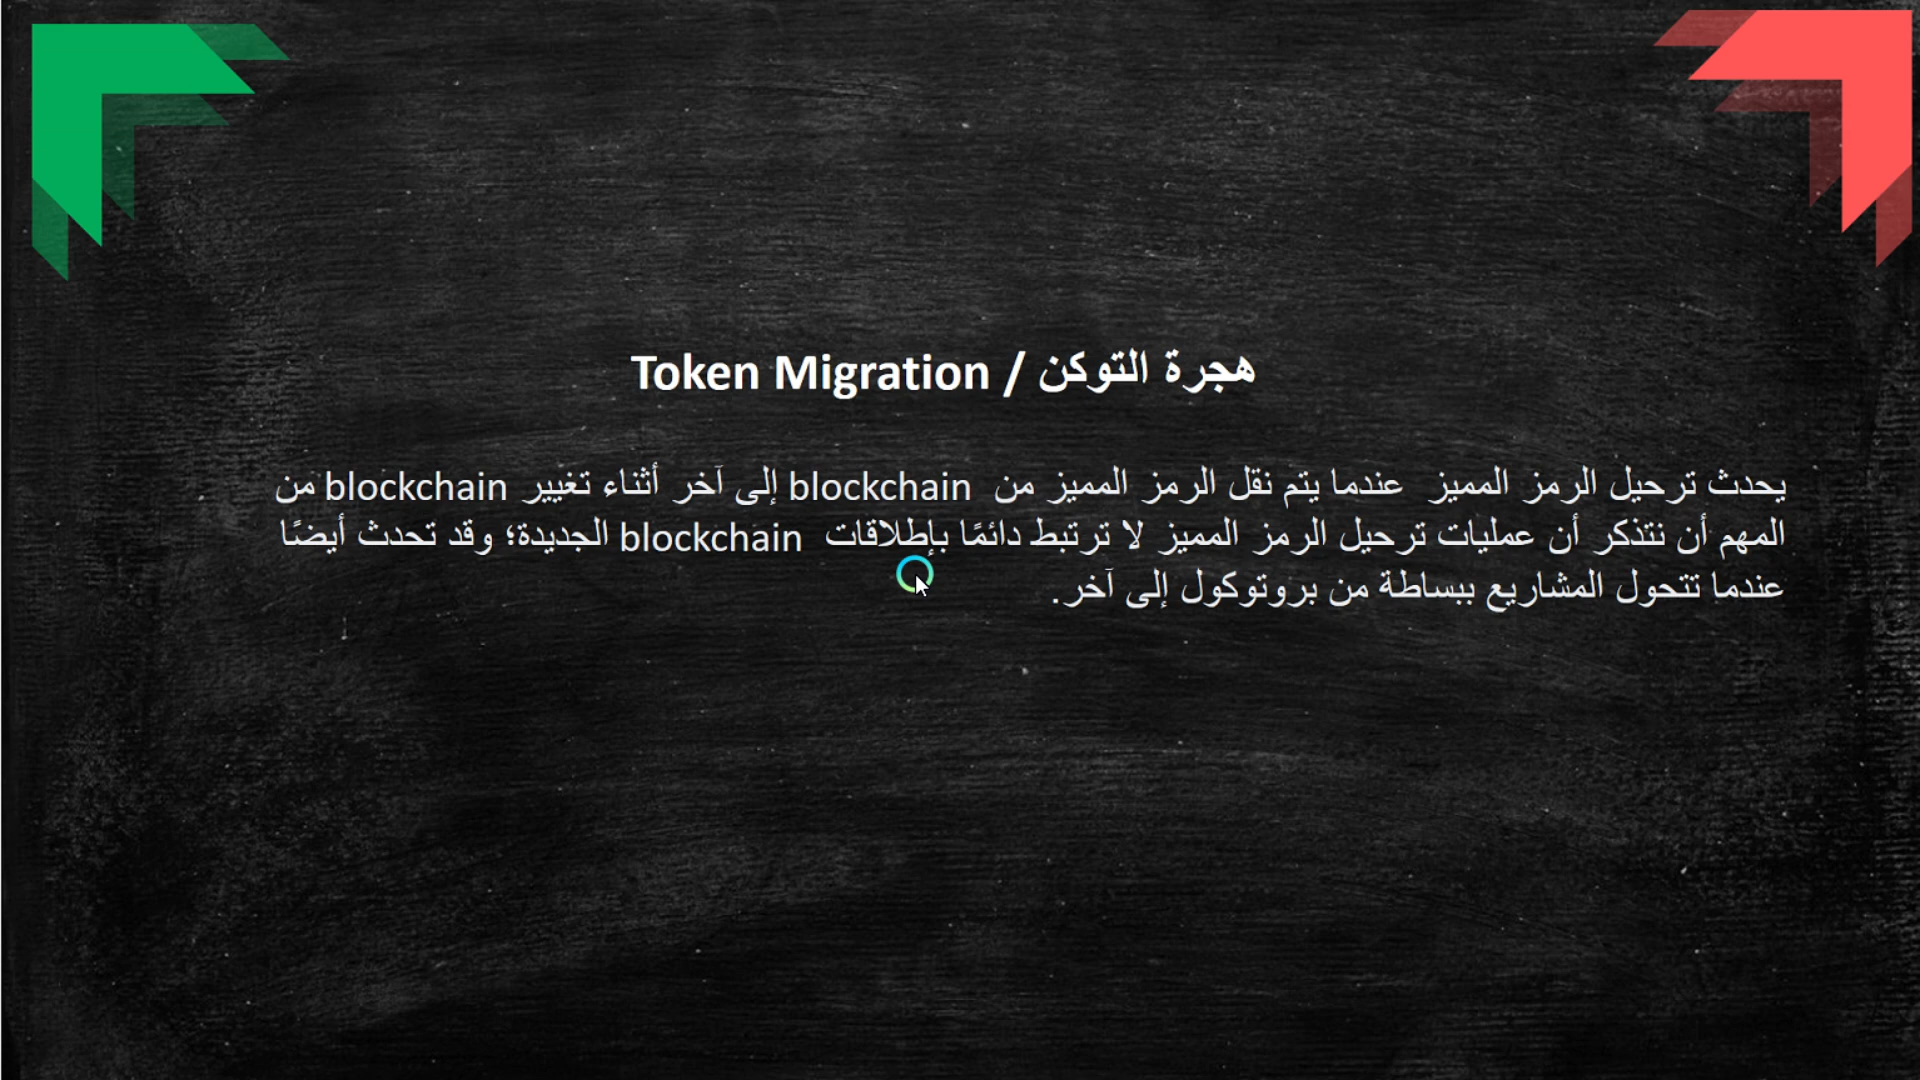 هجرة التوكن / Token Migration
يحدث ترحيل الرمز المميز عندما يتم نقل الرمز المميز من blockchain إلى آخر أثناء تغيير blockchain من
المهم أن نتذكر أن عمليات ترحيل الرمز المميز لا ترتبط دائمًا بإطلاقات blockchain الجديدة؛ وقد تحدث أيضًا
عندما تتحول المشاريع ببساطة من بروتوكول إلى آخر.